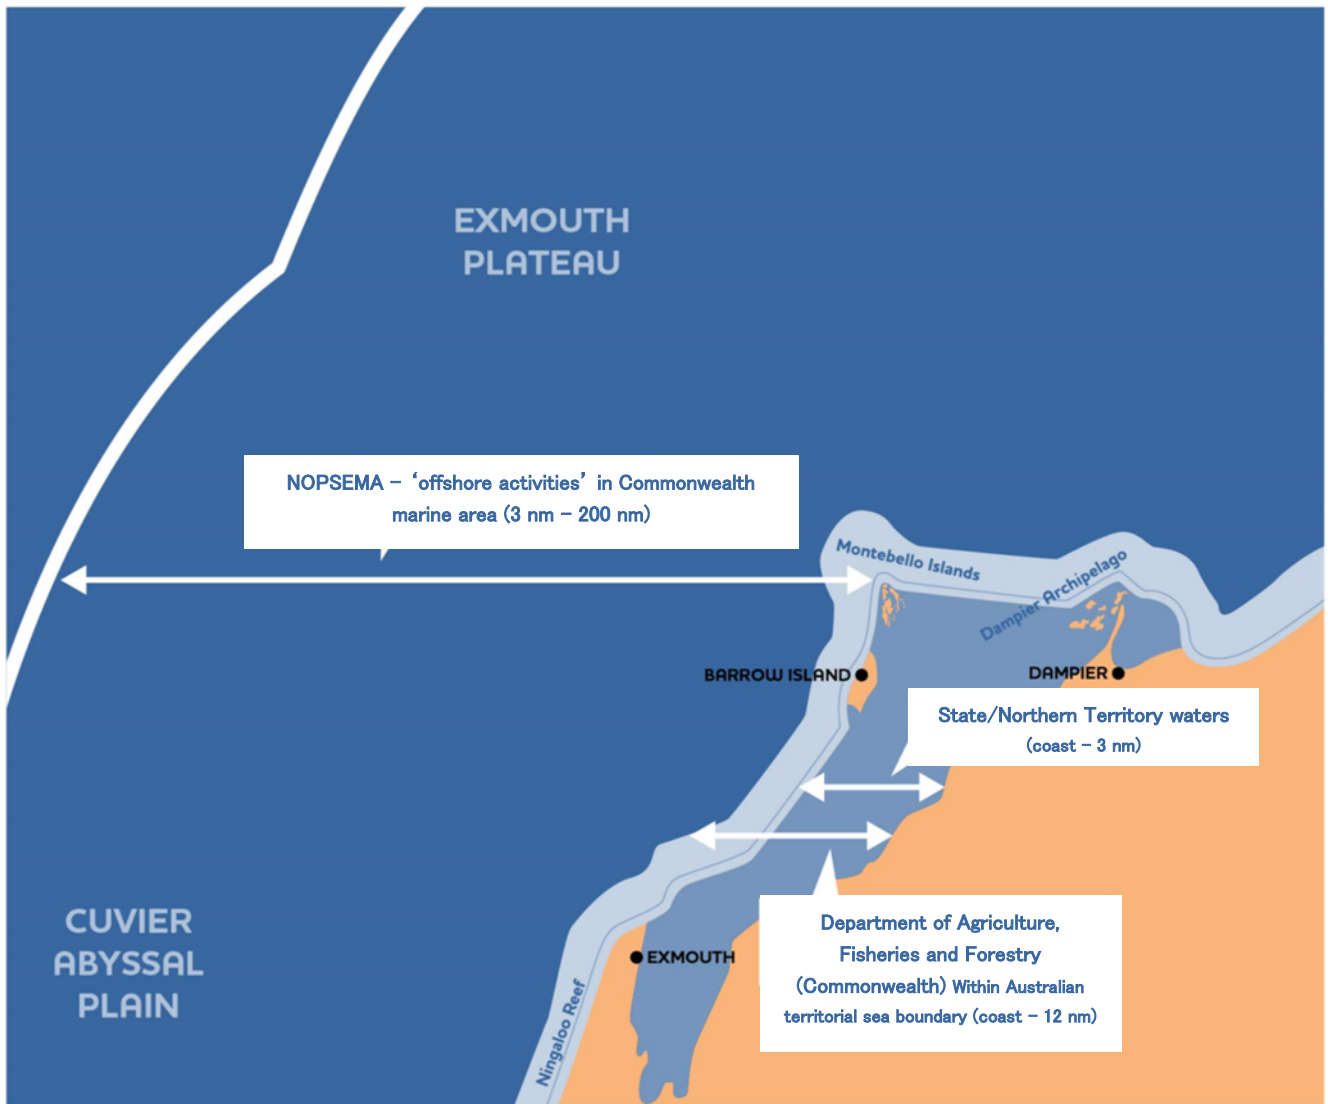 EXMOUTH
PLATEAU
NOPSEMA – ‘offshore activities’ in Commonwealth
marine area (3 nm – 200 nm)
Montebello Islands
Dampier Archipelago
BARROW ISLAND
DAMPIER
State/Northern Territory waters
(coast – 3 nm)
Department of Agriculture,
Fisheries and Forestry
(Commonwealth) Within Australian
territorial sea boundary (coast – 12 nm)
CUVIER
ABYSSAL
PLAIN
EXMOUTH
Ningaloo Reef